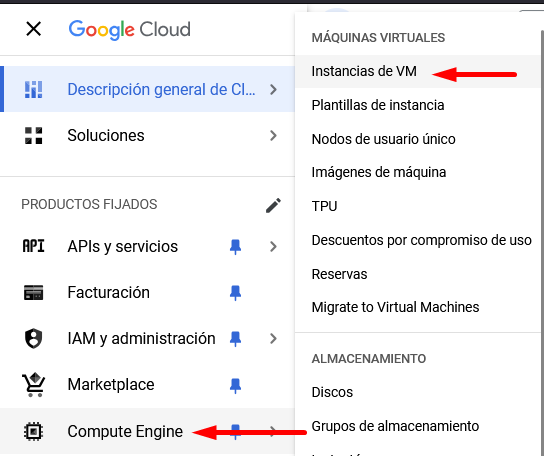 Google Cloud
Descripción general de Cl...
Soluciones
PRODUCTOS FIJADOS
API APIs y servicios
Facturación
IAM y administración
Marketplace
Compute Engine
MÁQUINAS VIRTUALES
Instancias de VM
Plantillas de instancia
Nodos de usuario único
Imágenes de máquina
TPU
Descuentos por compromiso de uso
Reservas
Migrate to Virtual Machines
ALMACENAMIENTO
Discos
Grupos de almacenamiento